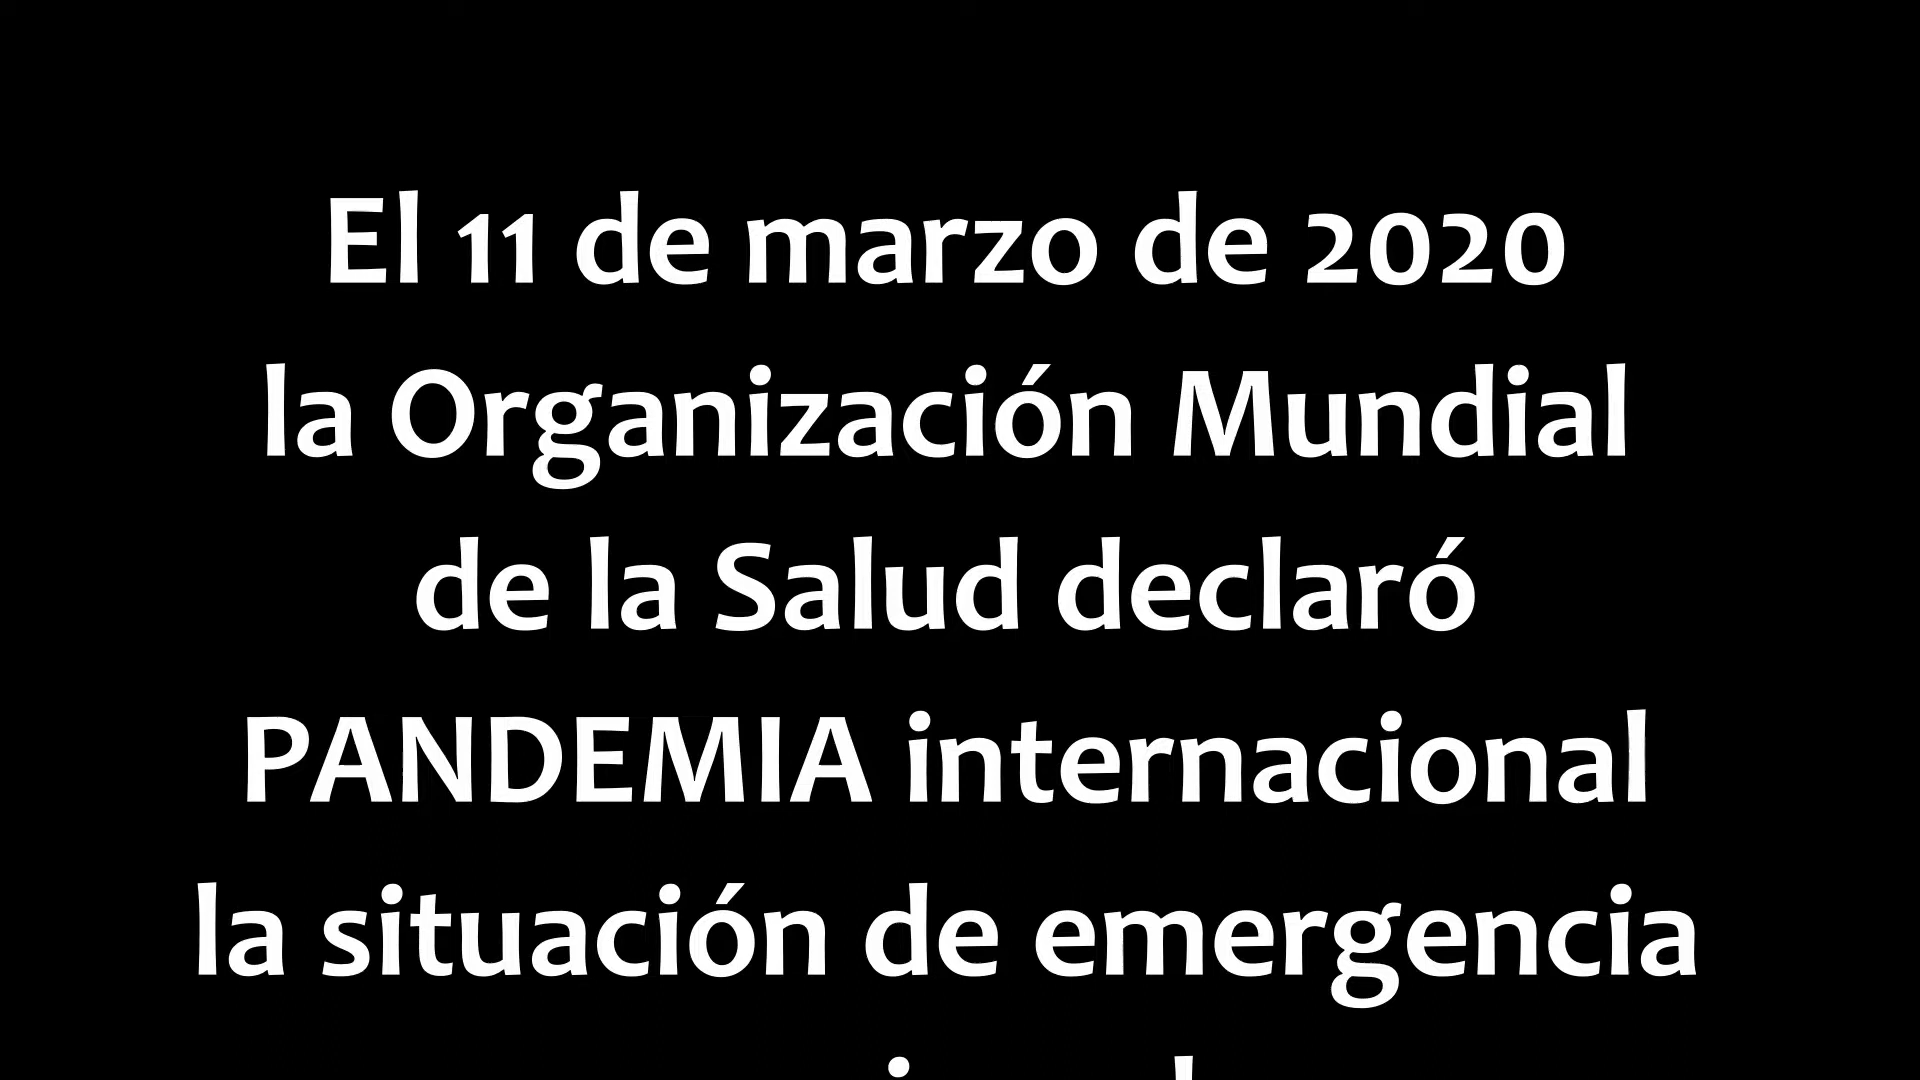 El 11 de marzo de 2020
la Organización Mundial
de la Salud declaró
PANDEMIA internacional
la situación de emergencia